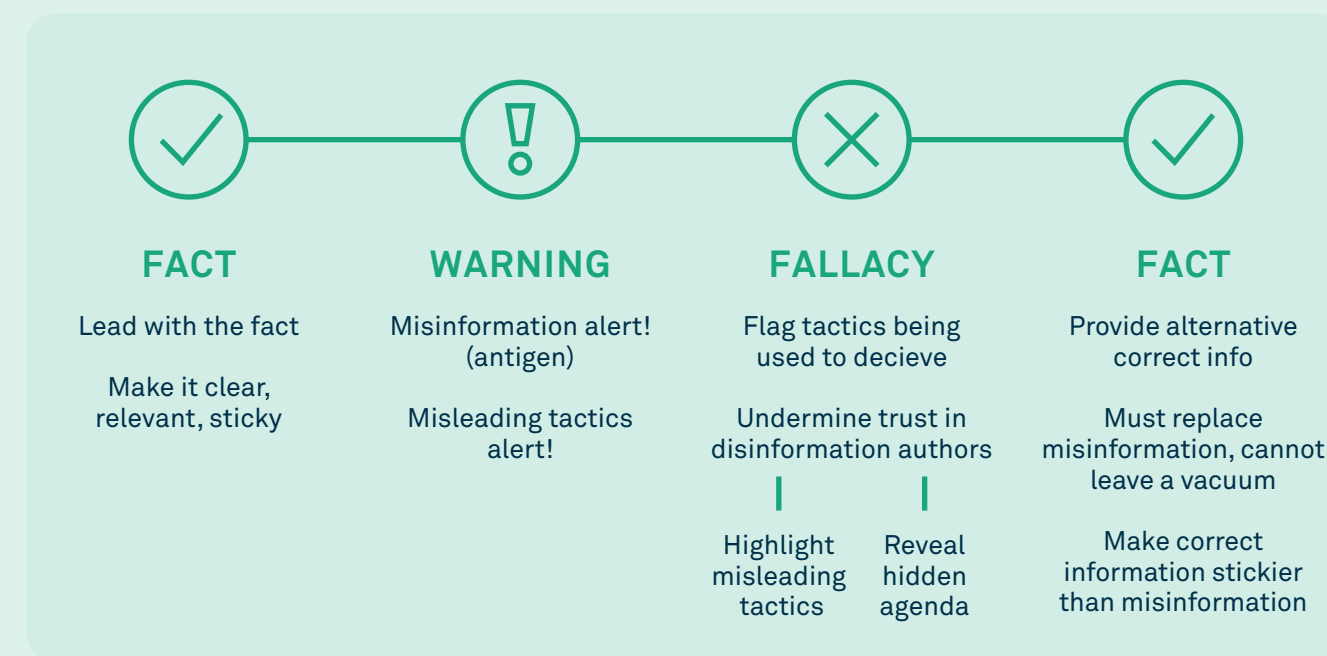 FACT
Lead with the fact
Make it clear,
relevant, sticky
WARNING
Misinformation alert!
(antigen)
Misleading tactics
alert!
FALLACY
Flag tactics being
used to decieve
Undermine trust in
disinformation authors
Highlight
misleading
tactics
Reveal
hidden
agenda
FACT
Provide alternative
correct info
Must replace
misinformation, cannot
leave a vacuum
Make correct
information stickier
than misinformation